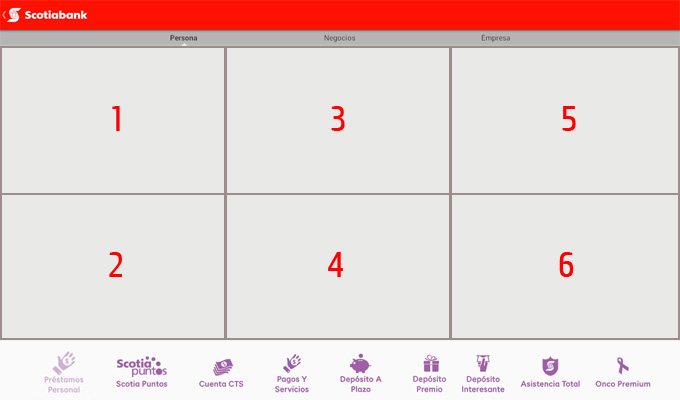 Scotiabank
Persona Negocios Empresa
1 3 5
2 4 6
Préstamos
Personal
Scotia
puntos
Scotia Puntos
Cuenta CTS
Pagos Y
Servicios
Depósito A
Plazo
Depósito
Premio
Depósito
Interesante
Asistencia Total
Onco Premium